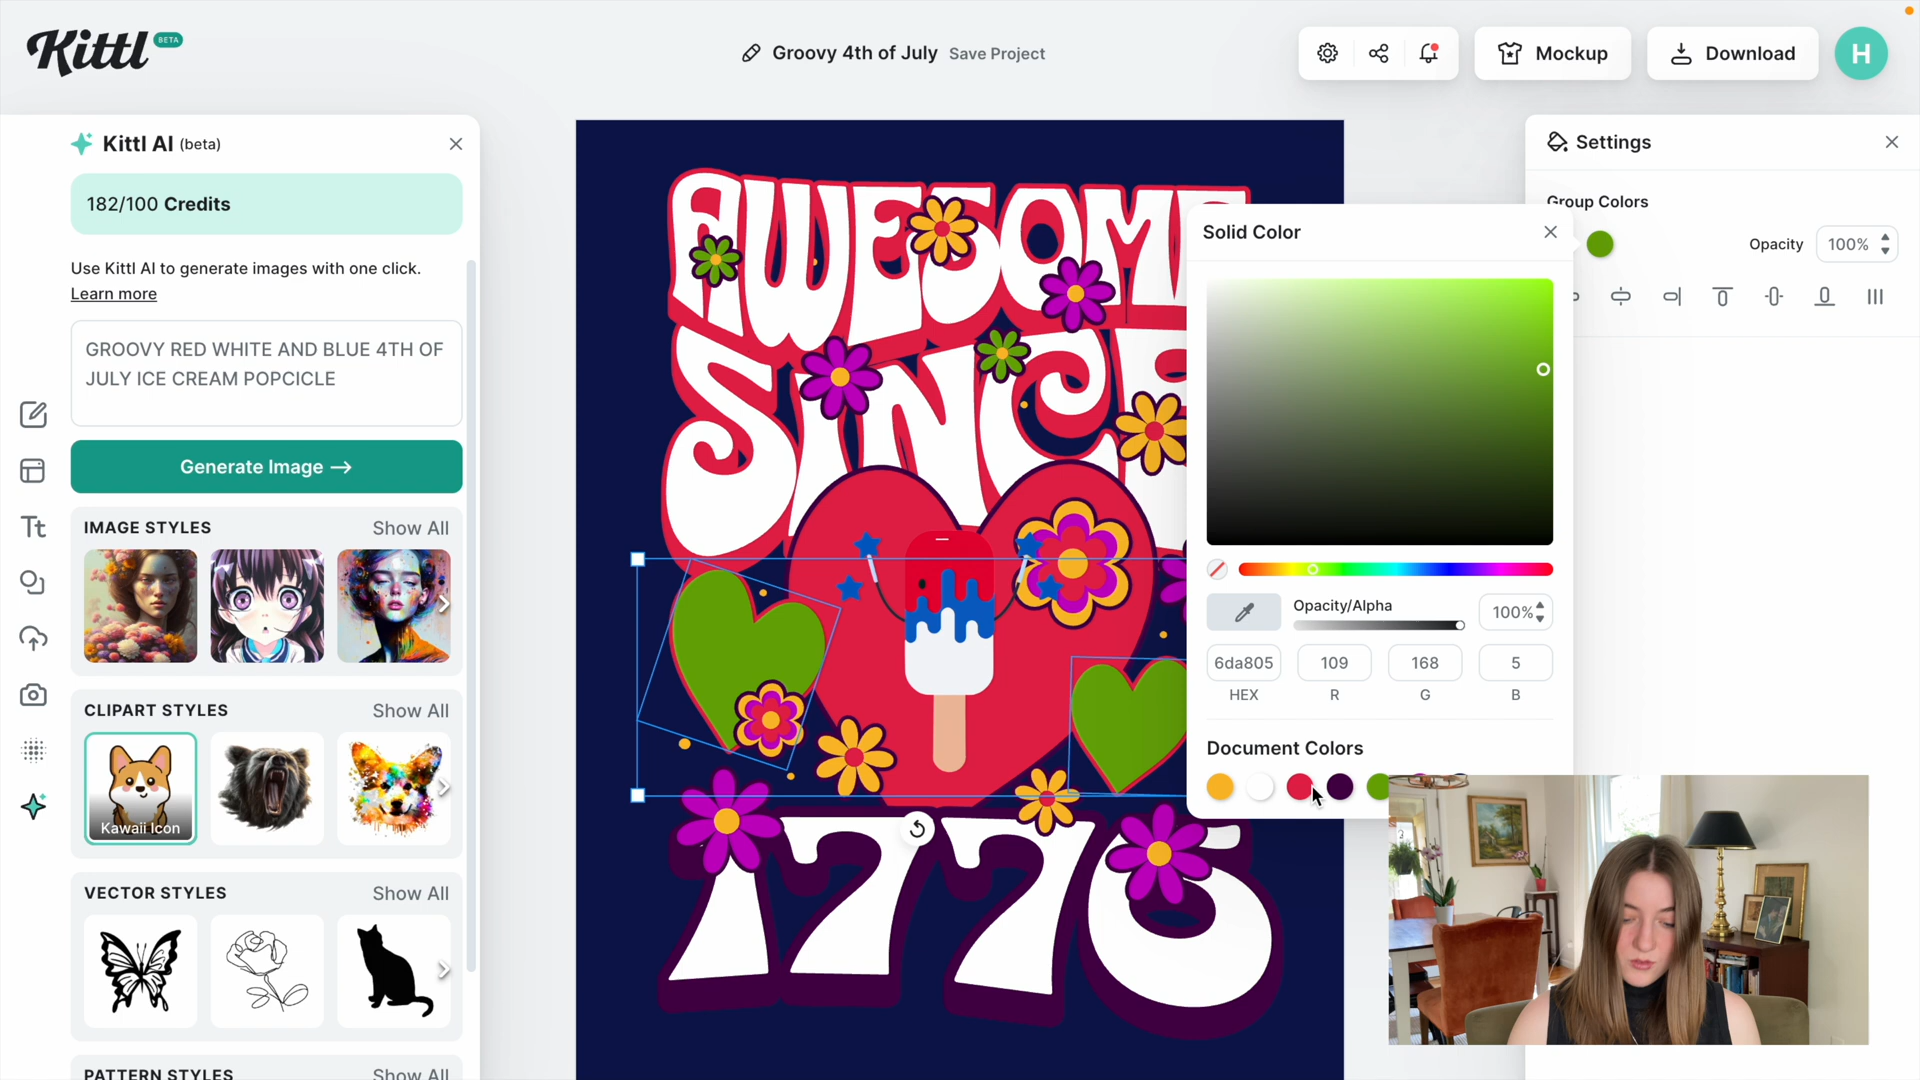 Kittl BETA
Groovy 4th of July Save Project
Mockup
Download
H
Kittl AI (beta)
182/100 Credits
Use Kittl AI to generate images with one click.
Learn more
GROOVY RED WHITE AND BLUE 4TH OF
JULY ICE CREAM POPCICLE
Generate Image →
IMAGE STYLES Show All
CLIPART STYLES Show All
Kawaii Icon
VECTOR STYLES Show All
PATTERN STYLES Show All
Tt
AWESOME
SINCE
1776
Solid Color
Opacity/Alpha
100%
6da805 109 168 5
HEX R G B
Document Colors
Settings
Group Colors
Opacity 100%